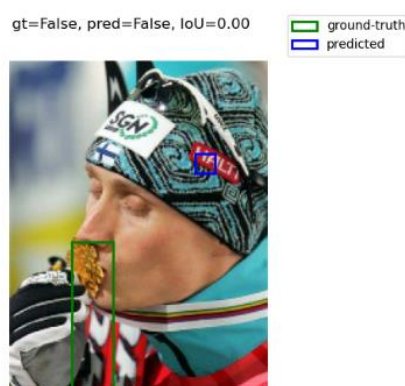 gt=False, pred=False, IoU=0.00
ground-truth
predicted
SGN